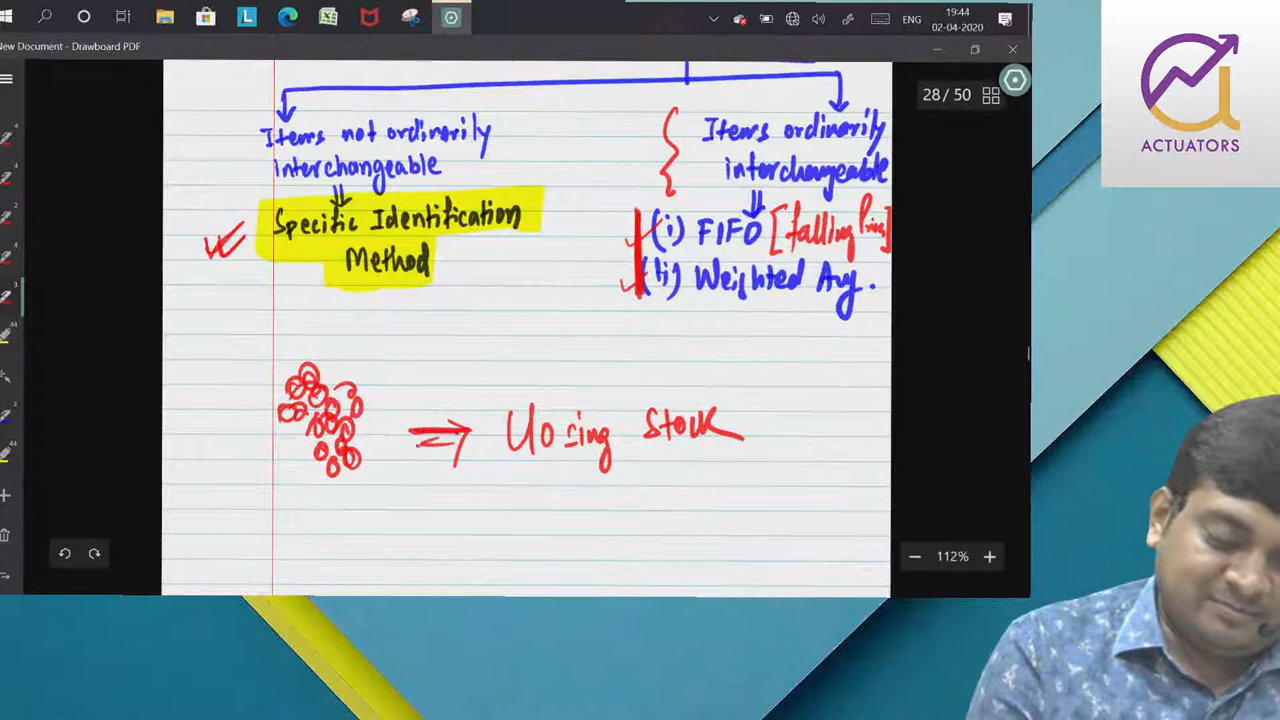 ENG
19:44
02-04-2020
New Document - Drawboard PDF
28 / 50
ACTUATORS
Items not ordinarily
interchangeable
Specific Identification
Method
Items ordinarily
interchangeable
(i) FIFO [falling
(ii) Weighted Avg.
Closing Stock
112%